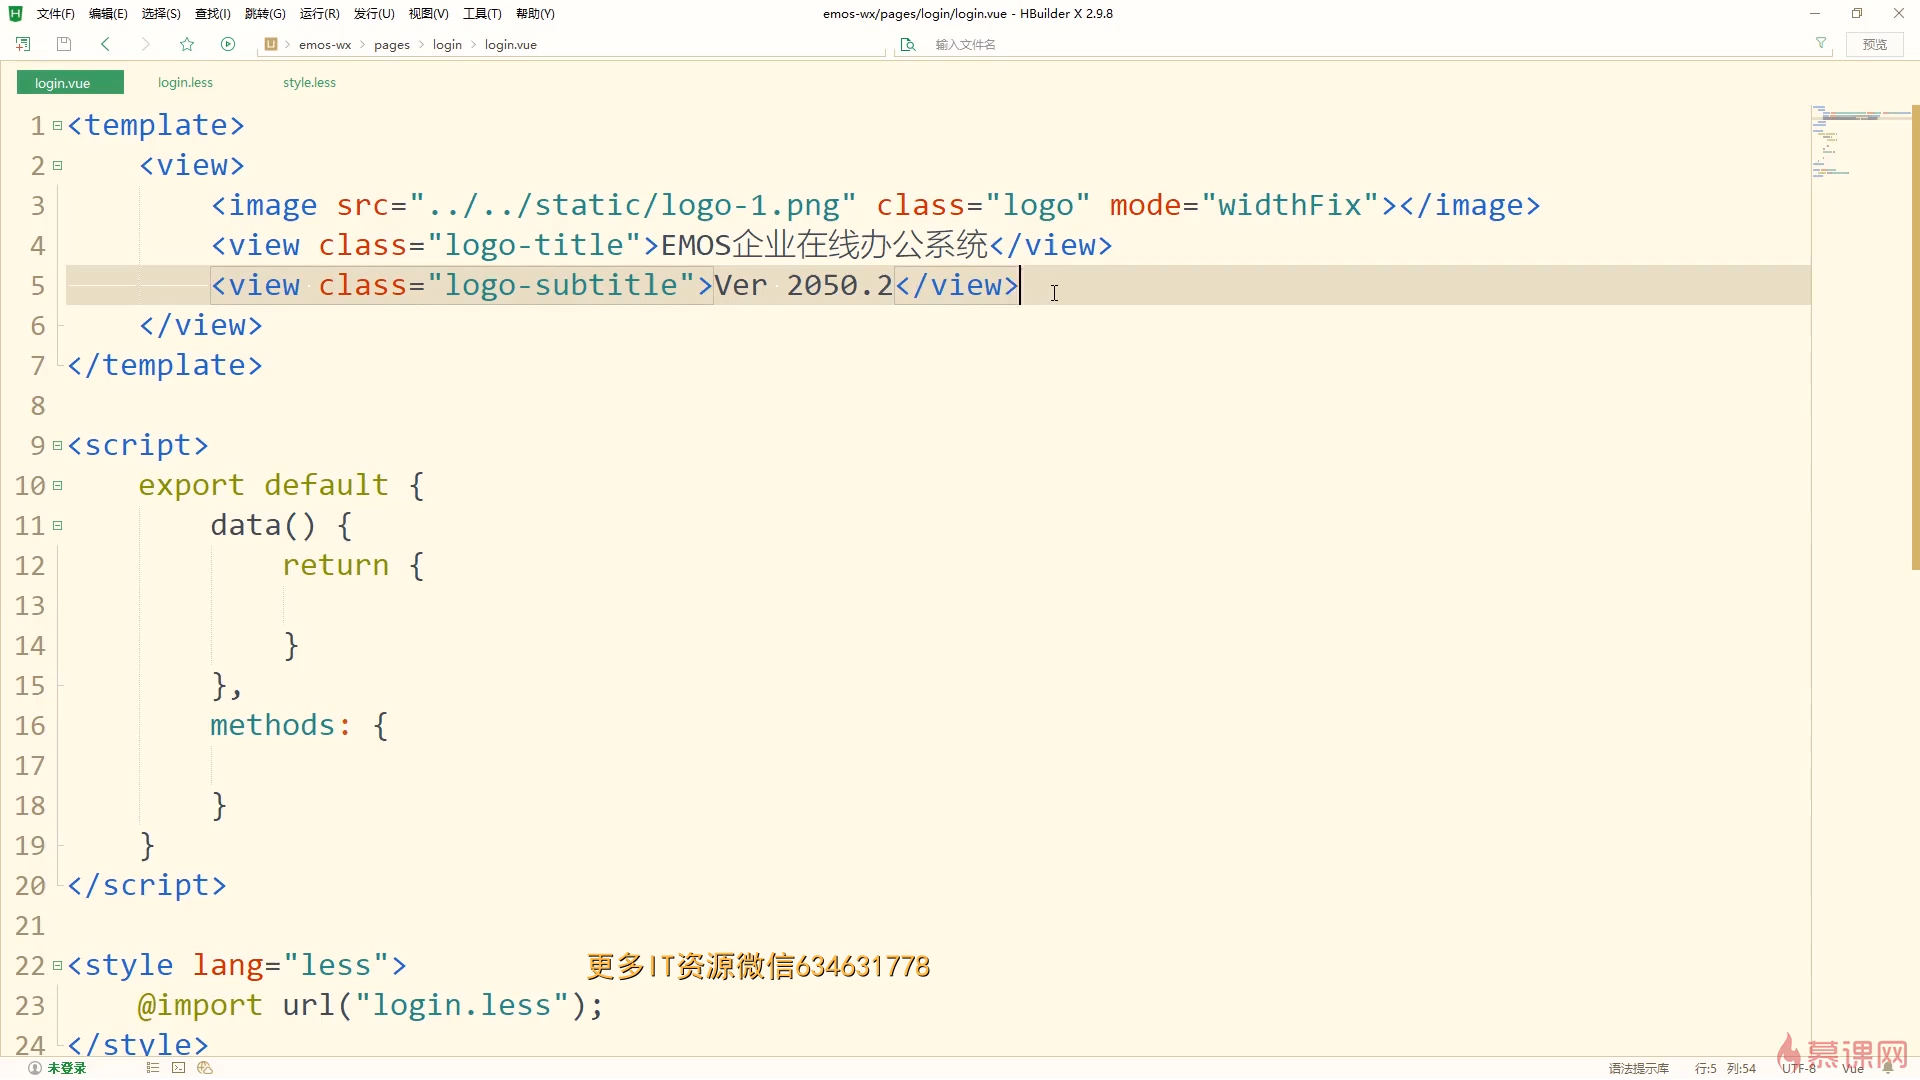 文件(F) 编辑(E) 选择(S) 查找(I) 跳转(G) 运行(R) 发行(U) 视图(V) 工具(T) 帮助(Y) emos-wx/pages/login/login.vue - HBuilder X 2.9.8
emos-wx pages login login.vue 输入文件名 预览
login.vue login.less style.less
1 <template>
2 <view>
3 <image src="../../static/logo-1.png" class="logo" mode="widthFix"></image>
4 <view class="logo-title">EMOS企业在线办公系统</view>
5 <view class="logo-subtitle">Ver 2050.2</view>
6 </view>
7 </template>
8
9 <script>
10 export default {
11 data() {
12 return {
13
14 }
15 },
16 methods: {
17
18 }
19 }
20 </script>
21
22 <style lang="less">
更多IT资源微信634631778
23 @import url("login.less");
24 </style>
未登录 语法提示库 行:5 列:54 UTF-8 Vue
慕课网